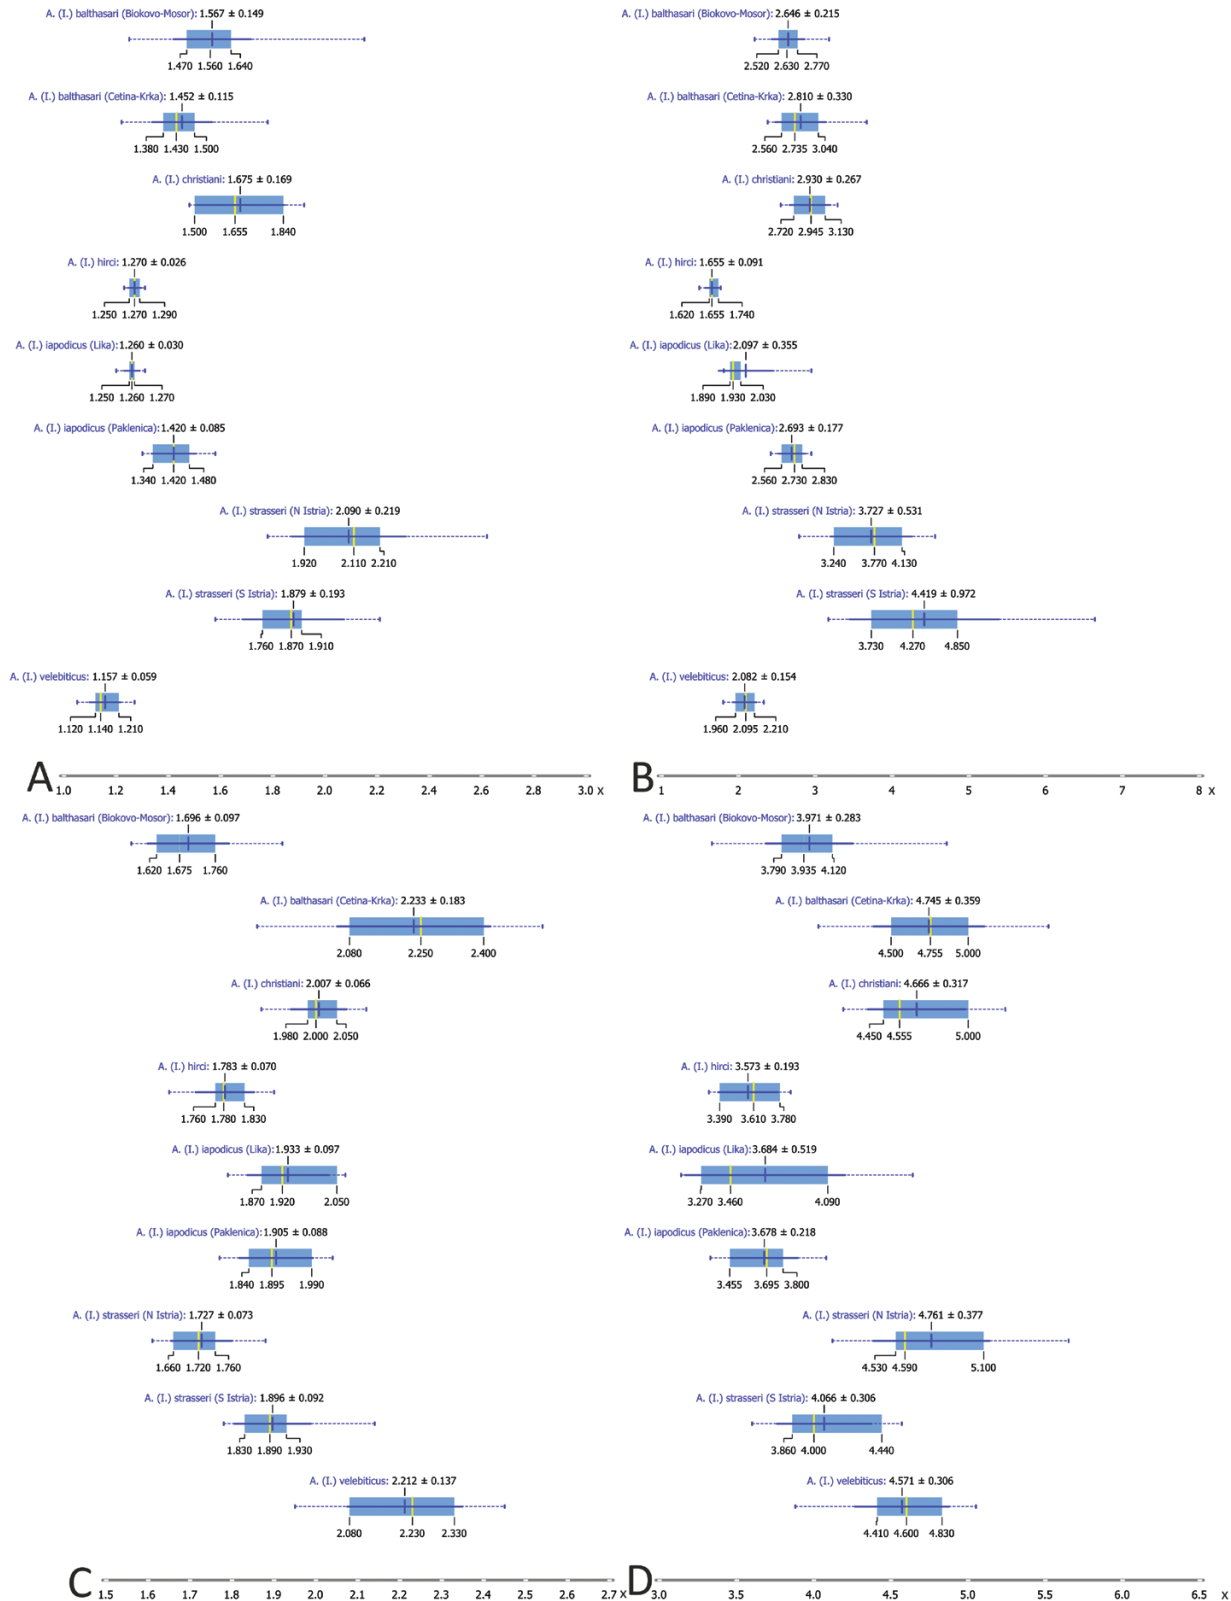 A. (I.) balthasari (Biokovo-Mosor): 1.567 ± 0.149
1.470 1.560 1.640
A. (I.) balthasari (Cetina-Krka): 1.452 ± 0.115
1.380 1.430 1.500
A. (I.) christiani: 1.675 ± 0.169
1.500 1.655 1.840
A. (I.) hirci: 1.270 ± 0.026
1.250 1.270 1.290
A. (I.) iapodicus (Lika): 1.260 ± 0.030
1.250 1.260 1.270
A. (I.) iapodicus (Paklenica): 1.420 ± 0.085
1.340 1.420 1.480
A. (I.) strasseri (N Istria): 2.090 ± 0.219
1.920 2.110 2.210
A. (I.) strasseri (S Istria): 1.879 ± 0.193
1.760 1.870 1.910
A. (I.) velebiticus: 1.157 ± 0.059
1.120 1.140 1.210
A
1.0 1.2 1.4 1.6 1.8 2.0 2.2 2.4 2.6 2.8 3.0 x
A. (I.) balthasari (Biokovo-Mosor): 2.646 ± 0.215
2.520 2.630 2.770
A. (I.) balthasari (Cetina-Krka): 2.810 ± 0.330
2.560 2.735 3.040
A. (I.) christiani: 2.930 ± 0.267
2.720 2.945 3.130
A. (I.) hirci: 1.655 ± 0.091
1.620 1.655 1.740
A. (I.) iapodicus (Lika): 2.097 ± 0.355
1.890 1.930 2.030
A. (I.) iapodicus (Paklenica): 2.693 ± 0.177
2.560 2.730 2.830
A. (I.) strasseri (N Istria): 3.727 ± 0.531
3.240 3.770 4.130
A. (I.) strasseri (S Istria): 4.419 ± 0.972
3.730 4.270 4.850
A. (I.) velebiticus: 2.082 ± 0.154
1.960 2.095 2.210
B
1 2 3 4 5 6 7 8 x
A. (I.) balthasari (Biokovo-Mosor): 1.696 ± 0.097
1.620 1.675 1.760
A. (I.) balthasari (Cetina-Krka): 2.233 ± 0.183
2.080 2.250 2.400
A. (I.) christiani: 2.007 ± 0.066
1.980 2.000 2.050
A. (I.) hirci: 1.783 ± 0.070
1.760 1.780 1.830
A. (I.) iapodicus (Lika): 1.933 ± 0.097
1.870 1.920 2.050
A. (I.) iapodicus (Paklenica): 1.905 ± 0.088
1.840 1.895 1.990
A. (I.) strasseri (N Istria): 1.727 ± 0.073
1.660 1.720 1.760
A. (I.) strasseri (S Istria): 1.896 ± 0.092
1.830 1.890 1.930
A. (I.) velebiticus: 2.212 ± 0.137
2.080 2.230 2.330
C
1.5 1.6 1.7 1.8 1.9 2.0 2.1 2.2 2.3 2.4 2.5 2.6 2.7 x
A. (I.) balthasari (Biokovo-Mosor): 3.971 ± 0.283
3.790 3.935 4.120
A. (I.) balthasari (Cetina-Krka): 4.745 ± 0.359
4.500 4.755 5.000
A. (I.) christiani: 4.666 ± 0.317
4.450 4.555 5.000
A. (I.) hirci: 3.573 ± 0.193
3.390 3.610 3.780
A. (I.) iapodicus (Lika): 3.684 ± 0.519
3.270 3.460 4.090
A. (I.) iapodicus (Paklenica): 3.678 ± 0.218
3.455 3.695 3.800
A. (I.) strasseri (N Istria): 4.761 ± 0.377
4.530 4.590 5.100
A. (I.) strasseri (S Istria): 4.066 ± 0.306
3.860 4.000 4.440
A. (I.) velebiticus: 4.571 ± 0.306
4.410 4.600 4.830
D
3.0 3.5 4.0 4.5 5.0 5.5 6.0 6.5 x